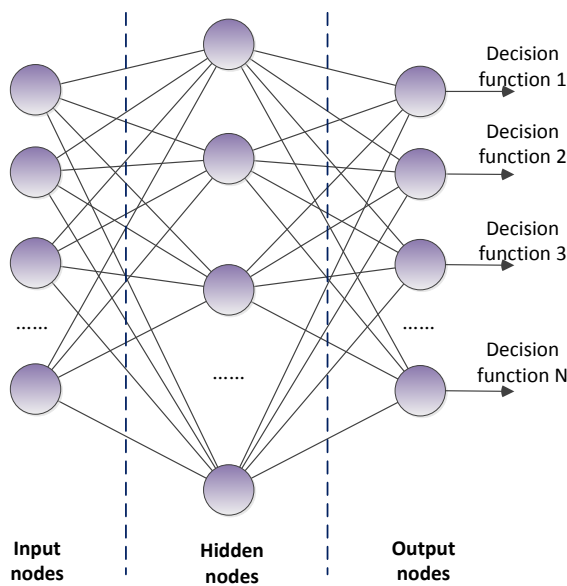 Decision
function 1
Decision
function 2
Decision
function 3
......
......
Decision
function N
......
Input
nodes
Hidden
nodes
Output
nodes